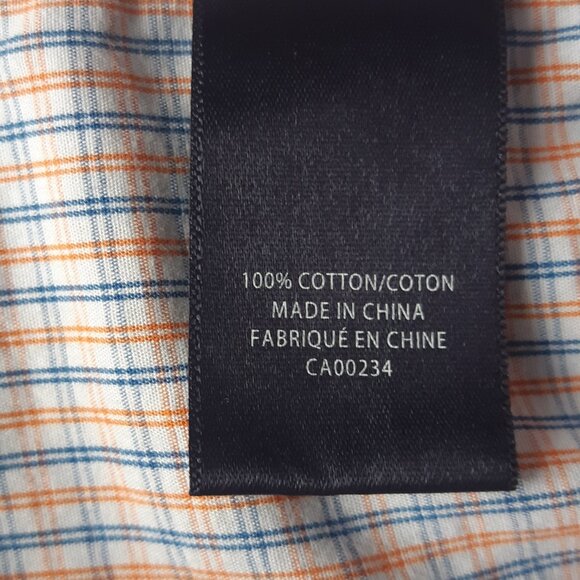 100% COTTON/COTON
MADE IN CHINA
FABRIQUÉ EN CHINE
CA00234